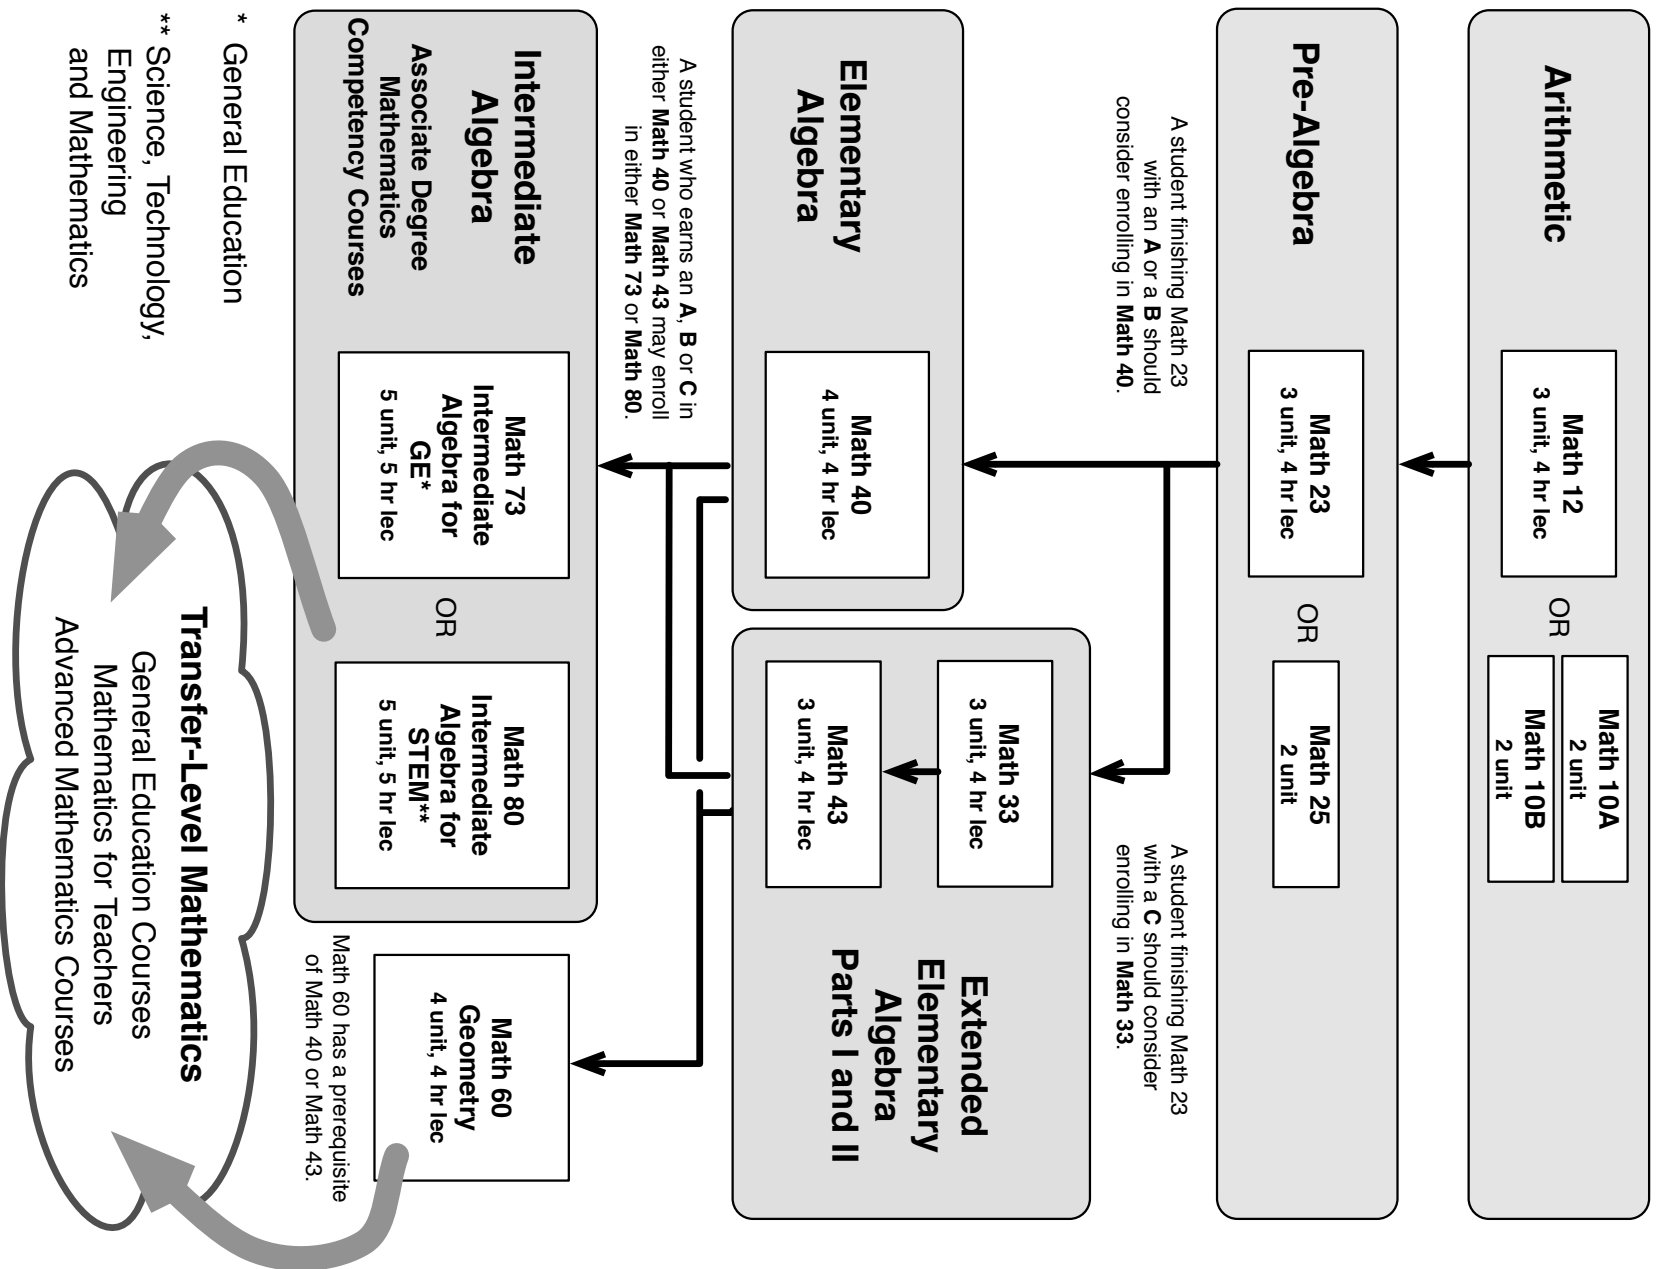 Arithmetic
Math 12
3 unit, 4 hr lec
OR
Math 10A
2 unit
Math 10B
2 unit
Pre-Algebra
Math 23
3 unit, 4 hr lec
OR
Math 25
2 unit
A student finishing Math 23
with an A or a B should
consider enrolling in Math 40.
A student finishing Math 23
with a C should consider
enrolling in Math 33.
Elementary
Algebra
Math 40
4 unit, 4 hr lec
Math 33
3 unit, 4 hr lec
Math 43
3 unit, 4 hr lec
Extended
Elementary
Algebra
Parts I and II
A student who earns an A, B or C in
either Math 40 or Math 43 may enroll
in either Math 73 or Math 80.
Intermediate
Algebra
Associate Degree
Mathematics
Competency Courses
Math 73
Intermediate
Algebra for
GE*
5 unit, 5 hr lec
OR
Math 80
Intermediate
Algebra for
STEM**
5 unit, 5 hr lec
Math 60
Geometry
4 unit, 4 hr lec
Math 60 has a prerequisite
of Math 40 or Math 43.
* General Education
** Science, Technology,
Engineering
and Mathematics
Transfer-Level Mathematics
General Education Courses
Mathematics for Teachers
Advanced Mathematics Courses